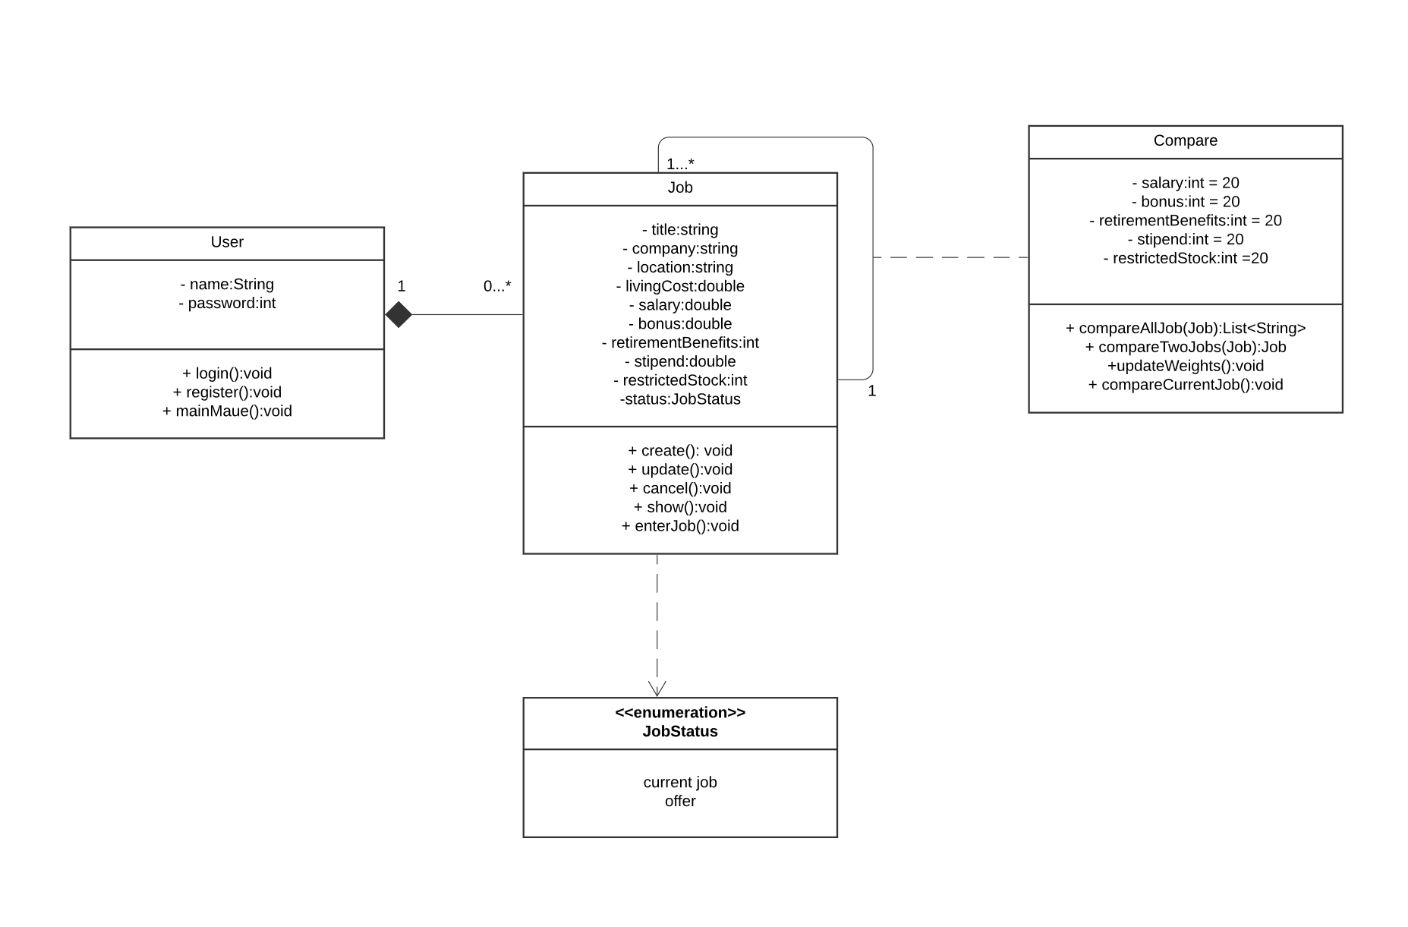 User
- name:String
- password:int
+ login():void
+ register():void
+ mainMaue():void
1
0...*
1...*
Job
- title:string
- company:string
- location:string
- livingCost:double
- salary:double
- bonus:double
- retirementBenefits:int
- stipend:double
- restrictedStock:int
-status:JobStatus
+ create(): void
+ update():void
+ cancel():void
+ show():void
+ enterJob():void
1
Compare
- salary:int = 20
- bonus:int = 20
- retirementBenefits:int = 20
- stipend:int = 20
- restrictedStock:int =20
+ compareAllJob(Job):List<String>
+ compareTwoJobs(Job):Job
+updateWeights():void
+ compareCurrentJob():void
<<enumeration>>
JobStatus
current job
offer